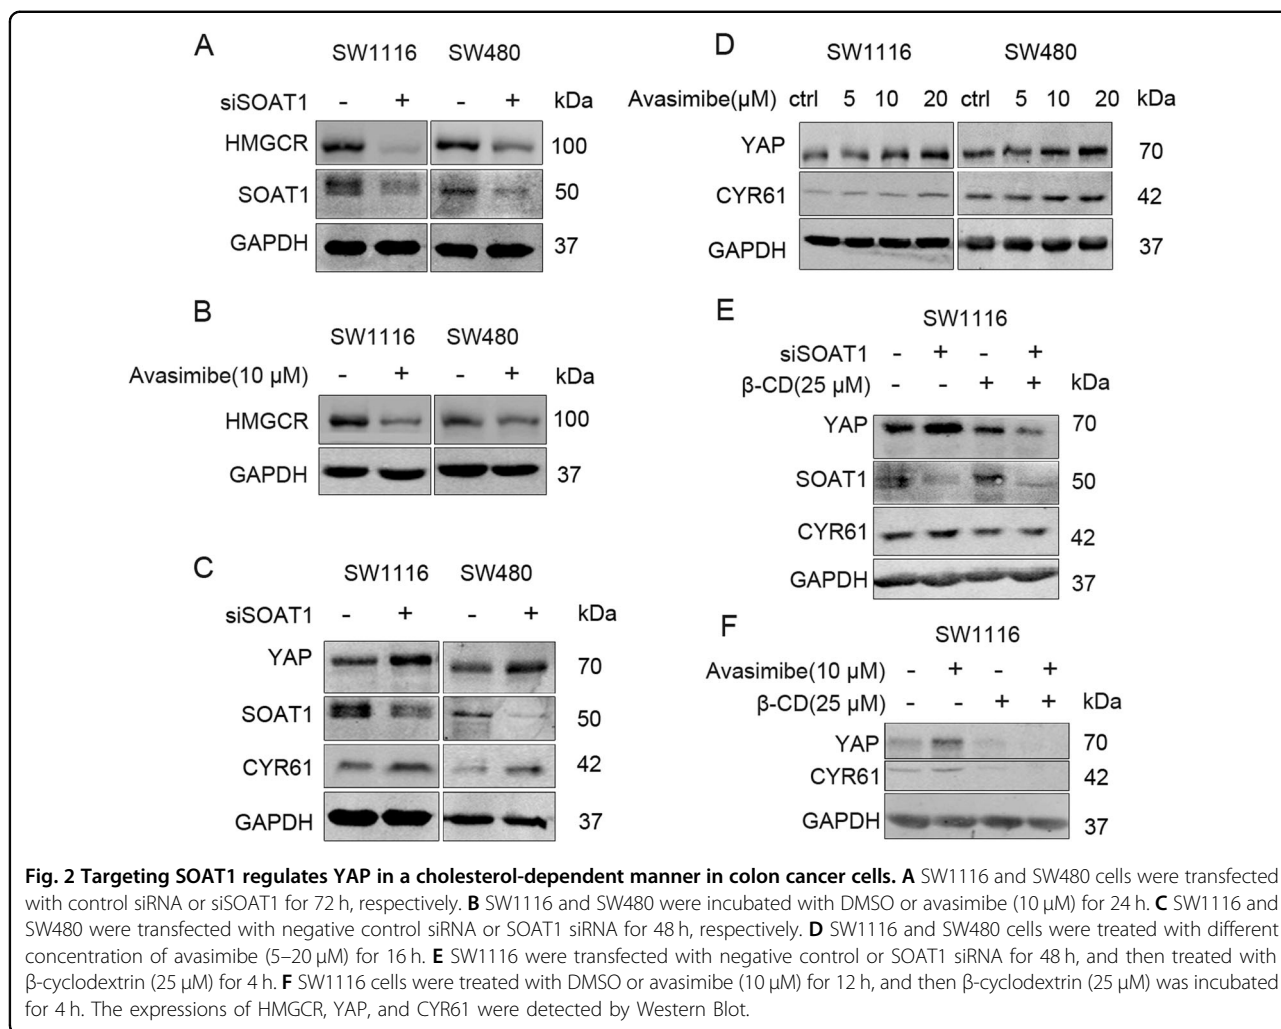 A
SW1116 SW480
siSOAT1 - + - + kDa
HMGCR 100
SOAT1 50
GAPDH 37
B
SW1116 SW480
Avasimibe(10 μM) - + - + kDa
HMGCR 100
GAPDH 37
C
SW1116 SW480
siSOAT1 - + - + kDa
YAP 70
SOAT1 50
CYR61 42
GAPDH 37
D
SW1116 SW480
Avasimibe(μM) ctrl 5 10 20 ctrl 5 10 20 kDa
YAP 70
CYR61 42
GAPDH 37
E
SW1116
siSOAT1 - + - +
β-CD(25 μM) - - + + kDa
YAP 70
SOAT1 50
CYR61 42
GAPDH 37
F
SW1116
Avasimibe(10 μM) - + - +
β-CD(25 μM) - - + + kDa
YAP 70
CYR61 42
GAPDH 37
Fig. 2 Targeting SOAT1 regulates YAP in a cholesterol-dependent manner in colon cancer cells. A SW1116 and SW480 cells were transfected
with control siRNA or siSOAT1 for 72 h, respectively. B SW1116 and SW480 were incubated with DMSO or avasimibe (10 μM) for 24 h. C SW1116 and
SW480 were transfected with negative control siRNA or SOAT1 siRNA for 48 h, respectively. D SW1116 and SW480 cells were treated with different
concentration of avasimibe (5–20 μM) for 16 h. E SW1116 were transfected with negative control or SOAT1 siRNA for 48 h, and then treated with
β-cyclodextrin (25 μM) for 4 h. F SW1116 cells were treated with DMSO or avasimibe (10 μM) for 12 h, and then β-cyclodextrin (25 μM) was incubated
for 4 h. The expressions of HMGCR, YAP, and CYR61 were detected by Western Blot.